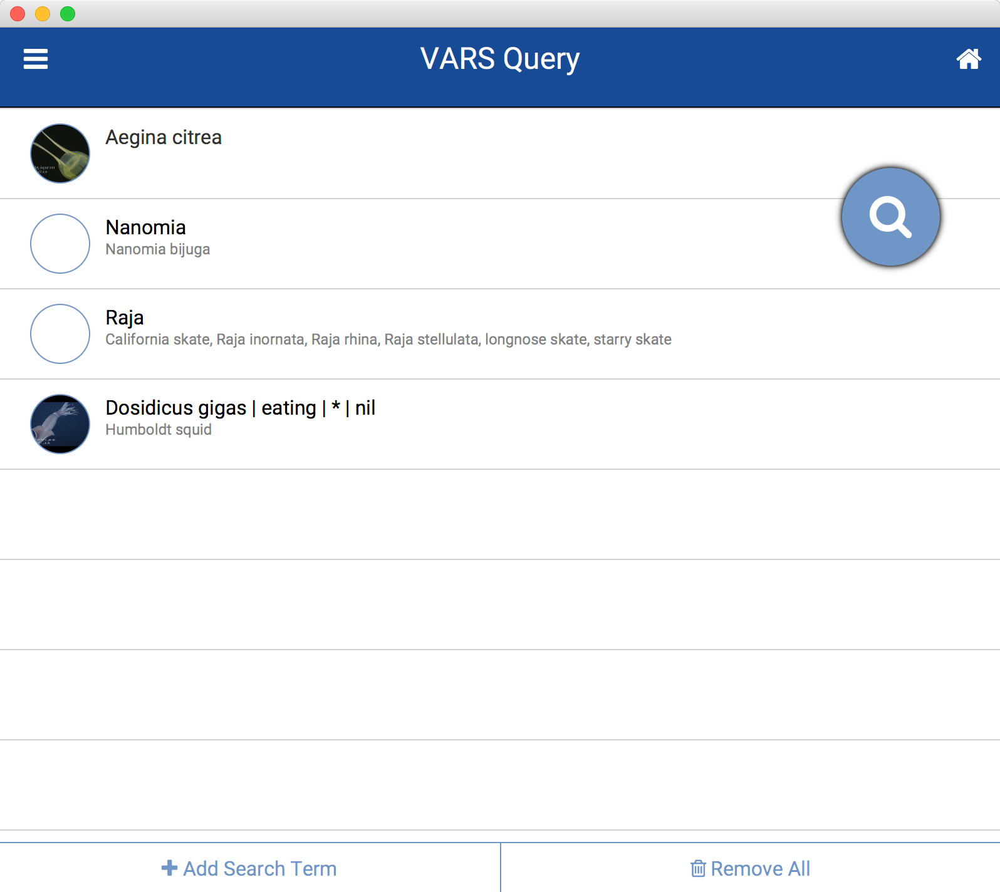 VARS Query
Aegina citrea
Nanomia
Nanomia bijuga
Raja
California skate, Raja inornata, Raja rhina, Raja stellulata, longnose skate, starry skate
Dosidicus gigas | eating | * | nil
Humboldt squid
Add Search Term
Remove All